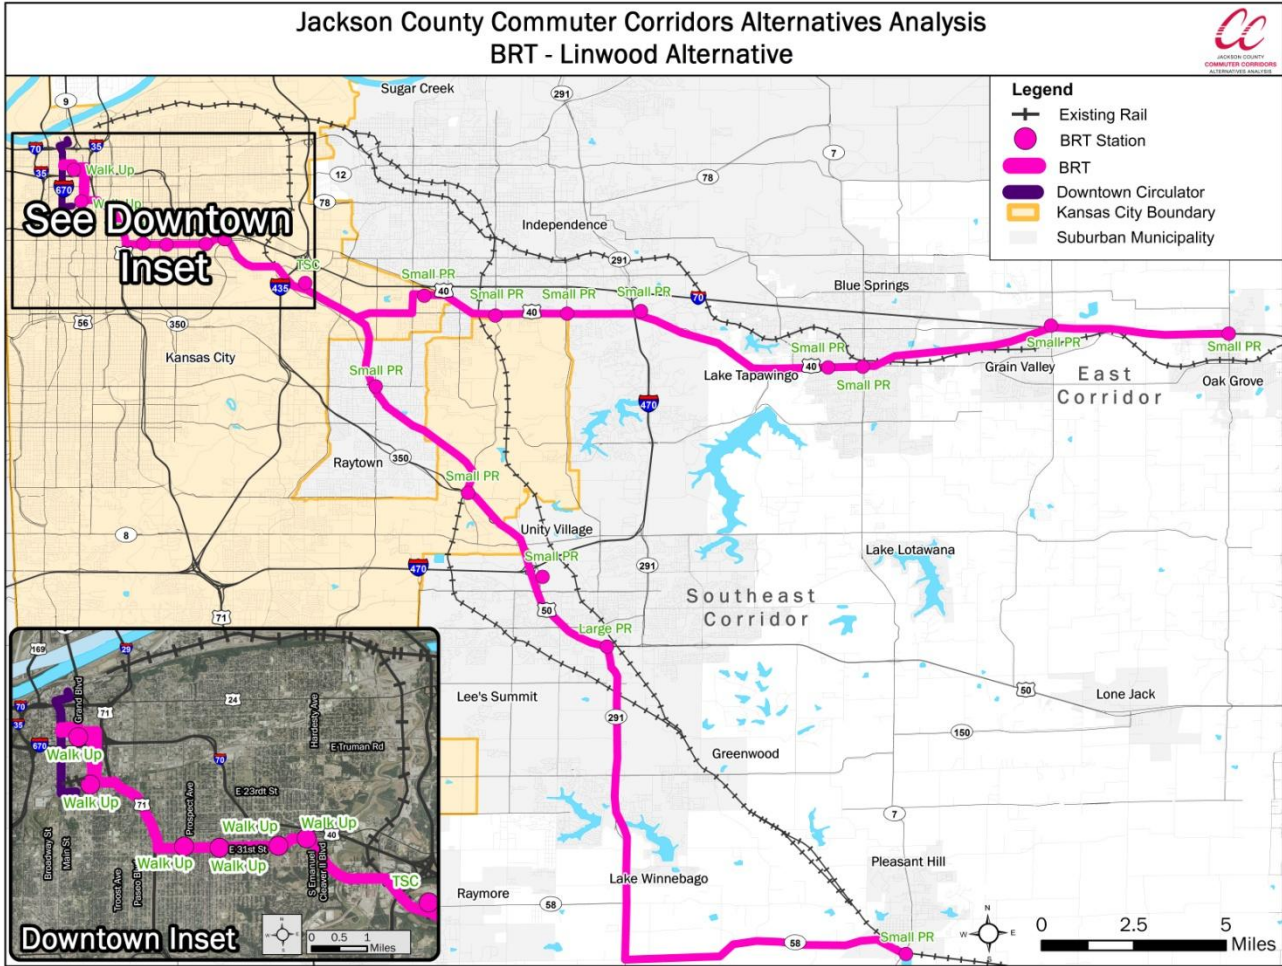 Jackson County Commuter Corridors Alternatives Analysis
BRT - Linwood Alternative
CC
JACKSON COUNTY
COMMUTER CORRIDORS
ALTERNATIVES ANALYSIS
Legend
Existing Rail
BRT Station
BRT
Downtown Circulator
Kansas City Boundary
Suburban Municipality
Sugar Creek
291
9
7
70
35
12
78
35
Walk Up
670
78
Walk Up
See Downtown
Inset
Independence
291
TSC
435
Small PR
40
Small PR
40
Small PR
Small PR
70
Blue Springs
56
350
Kansas City
Small PR
Small PR
Lake Tapawingo
40
Small PR
Small PR
Grain Valley
Small PR
East
Corridor
Oak Grove
470
Raytown
350
Small PR
8
Unity Village
Small PR
470
291
Lake Lotawana
71
50
Southeast
Corridor
Large PR
Lee's Summit
50
Lone Jack
291
150
Greenwood
7
Pleasant Hill
Lake Winnebago
Raymore
58
58
Small PR
N
W
E
S
0 2.5 5
Miles
169
29
70
35
Grand Blvd
71
24
Hardesty Ave
670
Walk Up
70
E Truman Rd
Walk Up
71
Prospect Ave
E 23rdt St
Walk Up
Walk Up
40
Broadway St
Main St
E 31st St
Walk Up
Walk Up
Troost Ave
Paseo Blv
S Emanuel
Cleaver II Blvd
TSC
N
W
E
S
0 0.5 1
Miles
Downtown Inset